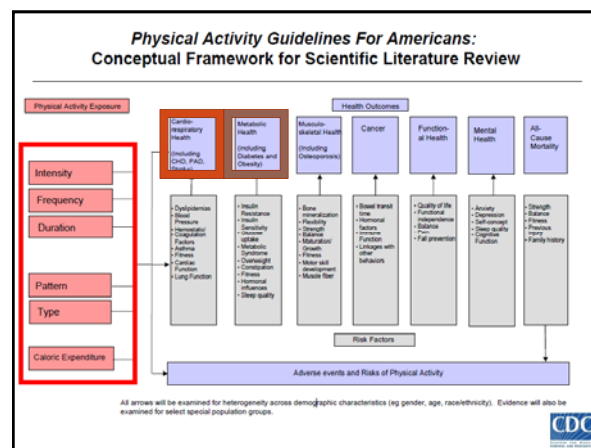 Physical Activity Guidelines For Americans:
Conceptual Framework for Scientific Literature Review
Physical Activity Exposure
Health Outcomes
Intensity
Frequency
Duration
Pattern
Type
Caloric Expenditure
Cardio-
respiratory
Health
(Including
CHD, PAD,
Metabolic
Health
(Including
Diabetes and
Obesity)
Musculo-
skeletal Health
(Including
Osteoporosis)
Cancer
Function-
al Health
Mental Health
All-
Cause
Mortality
• Dyslipidemias
• Blood
Pressure
• Hemostatic/
Coagulation
Factors
• Asthma
• Fitness
• Cardiac
Function
• Lung Function
• Insulin
Resistance
• Insulin
Sensitivity
uptake
• Metabolic
Syndrome
• Overweight
• Constipation
• Fitness
• Hormonal
influences
• Sleep quality
• Bone
mineralization
• Flexibility
• Strength
• Balance
• Maturation/
Growth
• Fitness
• Motor skill
development
• Muscle fiber
• Bowel transit
time
• Hormonal
factors
Function
• Linkages with
other
behaviors
• Quality of life
• Functional
independence
• Balance
• Fall prevention
• Anxiety
• Depression
• Self-concept
• Sleep quality
• Cognitive
Function
• Strength
• Balance
• Fitness
• Previous
Injury
• Family history
Risk Factors
Adverse events and Risks of Physical Activity
All arrows will be examined for heterogeneity across demographic characteristics (eg gender, age, race/ethnicity). Evidence will also be
examined for select special population groups.
CDC